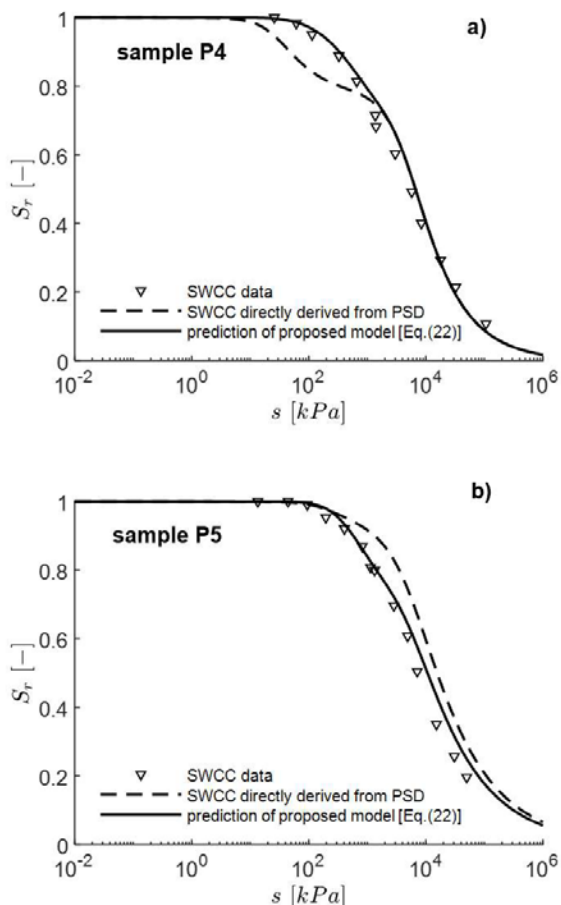 a)
1
sample P4
0.8
0.6
S_r [−]
0.4
SWCC data
0.2
SWCC directly derived from PSD
prediction of proposed model [Eq.(22)]
0
10^-2 10^0 10^2 10^4 10^6
s [kPa]
b)
1
sample P5
0.8
0.6
S_r [−]
0.4
SWCC data
0.2
SWCC directly derived from PSD
prediction of proposed model [Eq.(22)]
0
10^-2 10^0 10^2 10^4 10^6
s [kPa]